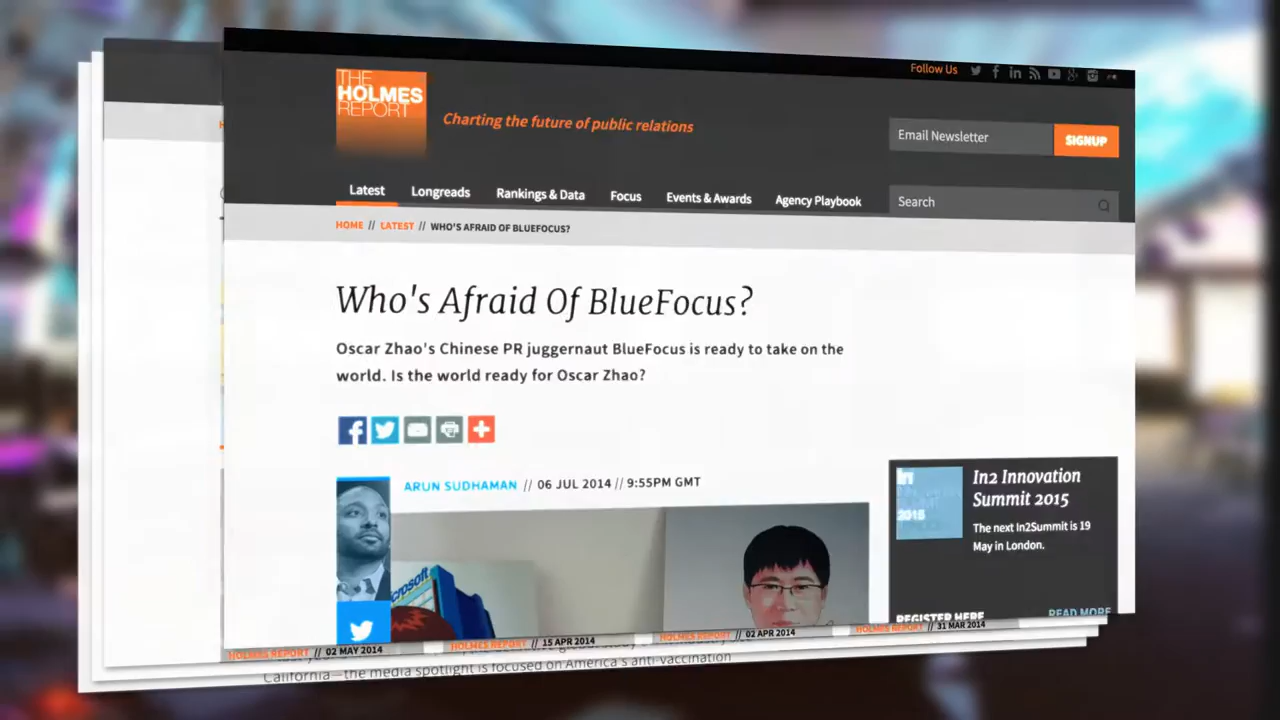 Follow Us
THE
HOLMES
REPORT
Charting the future of public relations
Email Newsletter
SIGNUP
Latest
Longreads
Rankings & Data
Focus
Events & Awards
Agency Playbook
Search
HOME // LATEST // WHO'S AFRAID OF BLUEFOCUS?
Who's Afraid Of BlueFocus?
Oscar Zhao's Chinese PR juggernaut BlueFocus is ready to take on the
world. Is the world ready for Oscar Zhao?
ARUN SUDHAMAN // 06 JUL 2014 // 9:55PM GMT
in
2015
In2 Innovation
Summit 2015
The next In2Summit is 19
May in London.
REGISTER HERE
READ MORE
Microsoft
HOLMES REPORT // 02 MAY 2014
HOLMES REPORT // 15 APR 2014
HOLMES REPORT // 02 APR 2014
HOLMES REPORT // 31 MAR 2014
California—the media spotlight is focused on America's anti-vaccination